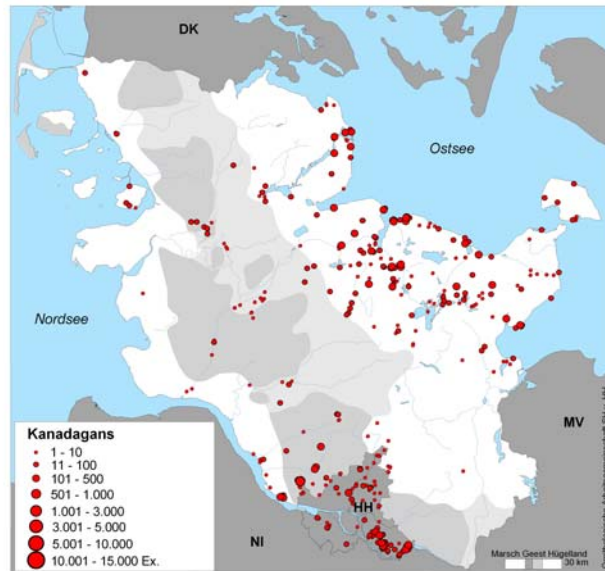 DK
Ostsee
Nordsee
MV
HH
NI
Kanadagans
1 - 10
11 - 100
101 - 500
501 - 1.000
1.001 - 3.000
3.001 - 5.000
5.001 - 10.000
10.001 - 15.000 Ex.
Marsch Geest Hügelland
30 km